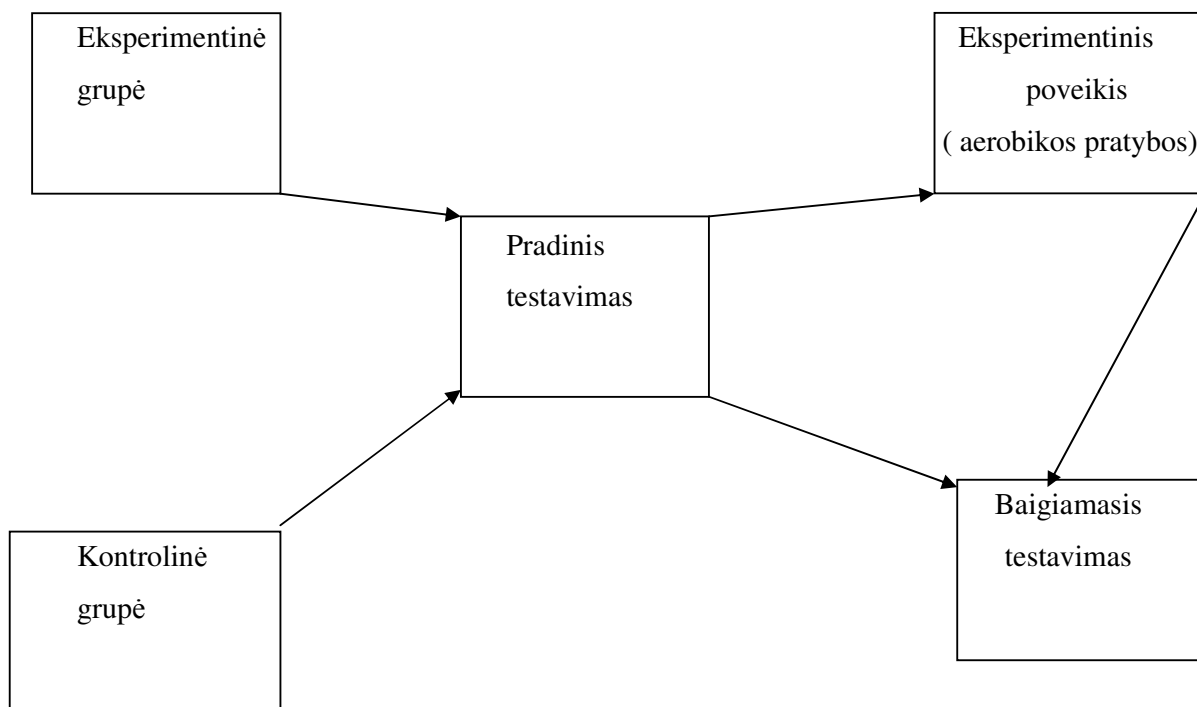 Eksperimentinė
grupė
Eksperimentinis
poveikis
( aerobikos pratybos)
Pradinis
testavimas
Kontrolinė
grupė
Baigiamasis
testavimas